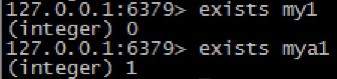 127.0.0.1:6379> exists my1
(integer) 0
127.0.0.1:6379> exists mya1
(integer) 1